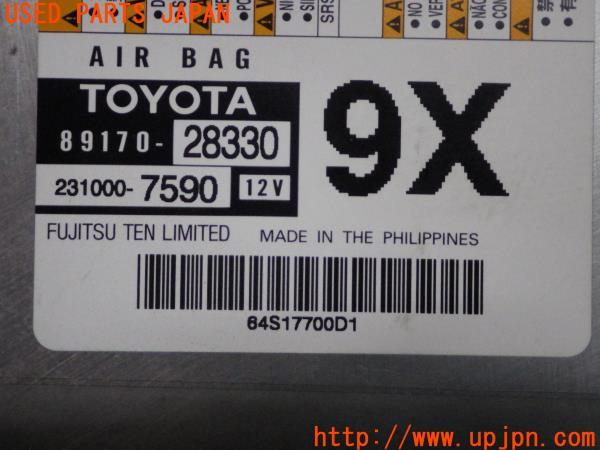 USED PARTS JAPAN
SRS
AIR BAG
TOYOTA
89170-28330
9X
231000-7590 12V
FUJITSU TEN LIMITED MADE IN THE PHILIPPINES
64S17700D1
http://www.upjpn.com